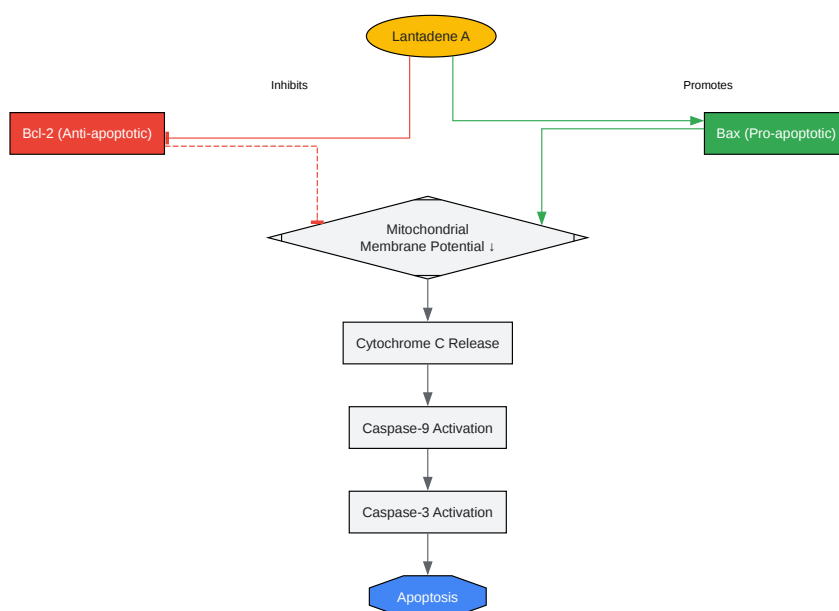 Lantadene A
Inhibits
Promotes
Bcl-2 (Anti-apoptotic)
Bax (Pro-apoptotic)
Mitochondrial
Membrane Potential ↓
Cytochrome C Release
Caspase-9 Activation
Caspase-3 Activation
Apoptosis